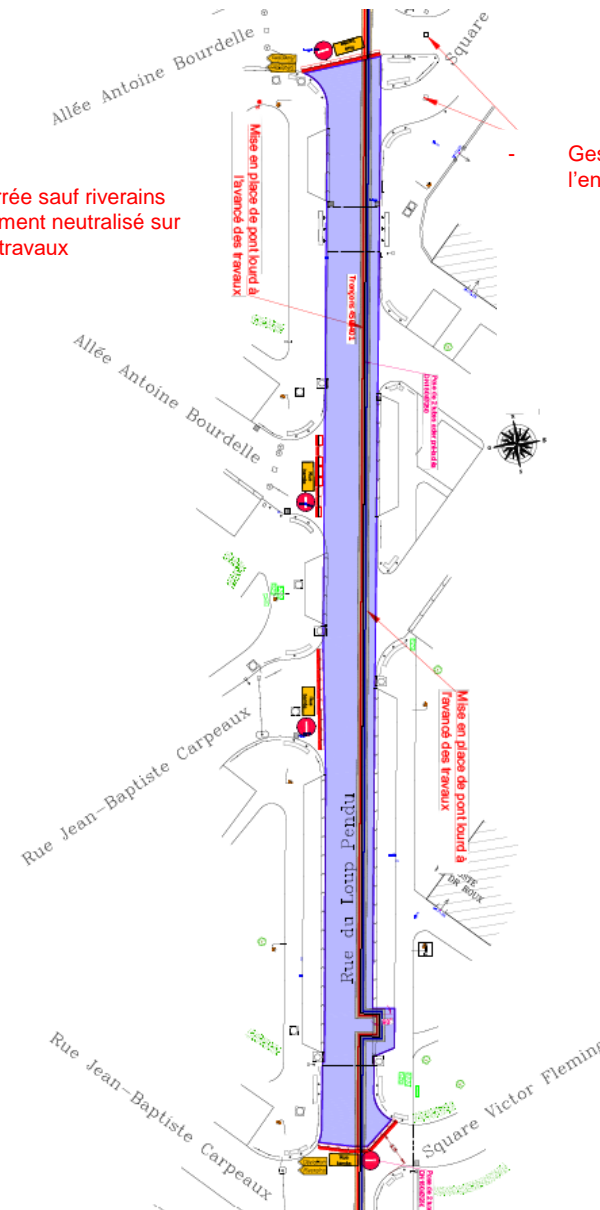 Allée Antoine Bourdelle
Square
Ges
l'en
-
rrée sauf riverains
ment neutralisé sur
travaux
Mise en place de pont lourd à
l'avancé des travaux
Allée Antoine Bourdelle
Mise en place de pont lourd à
l'avancé des travaux
Rue Jean-Baptiste Carpeaux
Rue du Loup Pendu
DR ROUX
Rue Jean-Baptiste Carpeaux
Square Victor Fleming